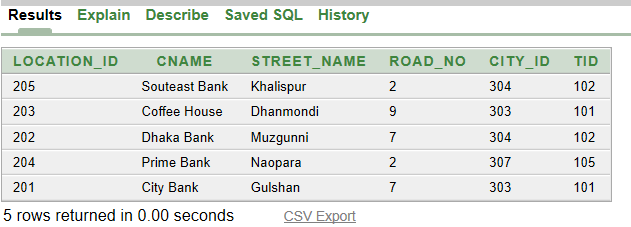 Results Explain Describe Saved SQL History
LOCATION_ID CNAME STREET_NAME ROAD_NO CITY_ID TID
205 Souteast Bank Khalispur 2 304 102
203 Coffee House Dhanmondi 9 303 101
202 Dhaka Bank Muzgunni 7 304 102
204 Prime Bank Naopara 2 307 105
201 City Bank Gulshan 7 303 101
5 rows returned in 0.00 seconds CSV Export